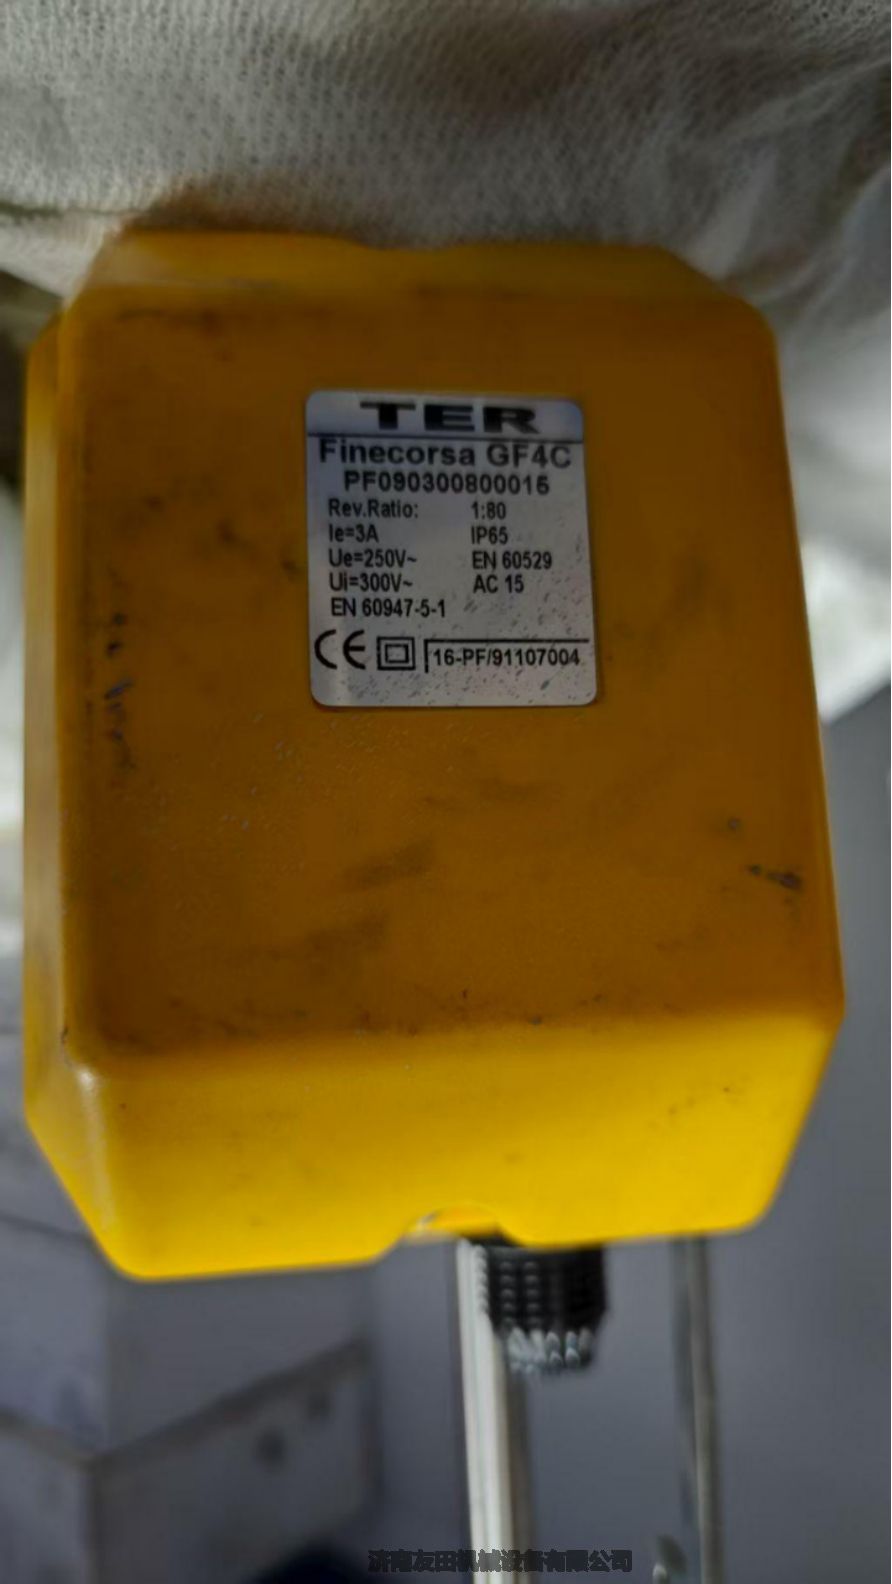 TER
Finecorsa GF4C
PF090300800015
Rev.Ratio: 1:80
Ie=3A IP65
Ue=250V~ EN 60529
Ui=300V~ AC 15
EN 60947-5-1
CE 16-PF/91107004
济南友田机械设备有限公司